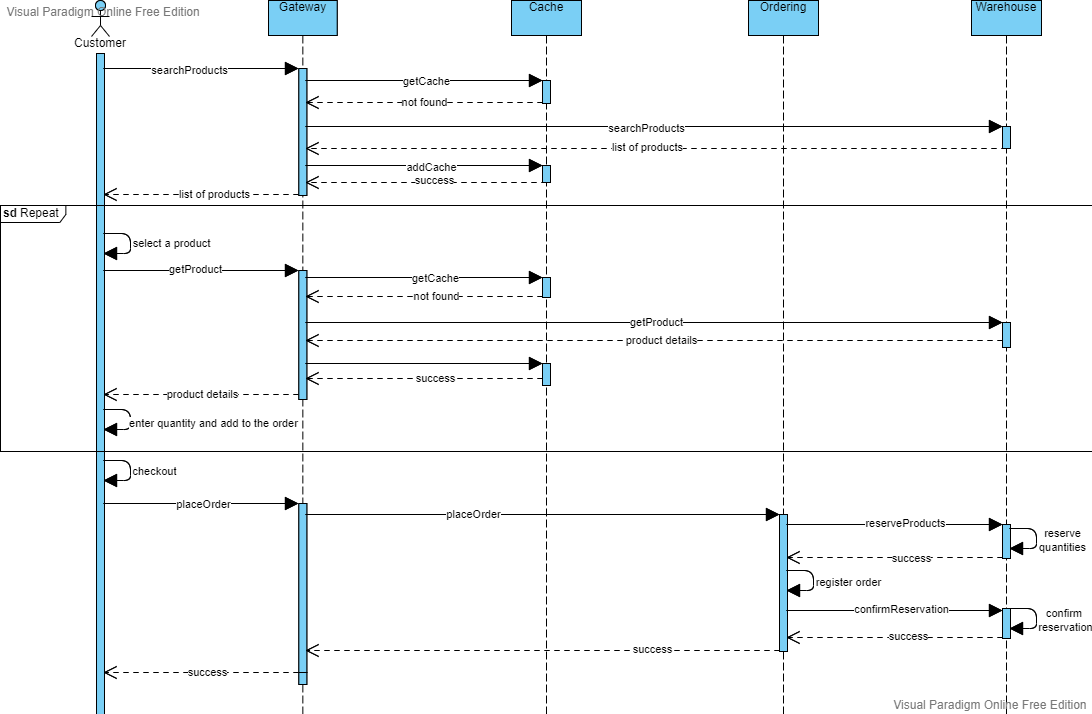 Visual Paradigm Online Free Edition
Gateway
Cache
Ordering
Warehouse
Customer
searchProducts
getCache
not found
searchProducts
list of products
addCache
success
list of products
sd Repeat
select a product
getProduct
getCache
not found
getProduct
product details
success
product details
enter quantity and add to the order
checkout
placeOrder
placeOrder
reserveProducts
reserve
quantities
success
register order
confirmReservation
confirm
reservation
success
success
success
Visual Paradigm Online Free Edition